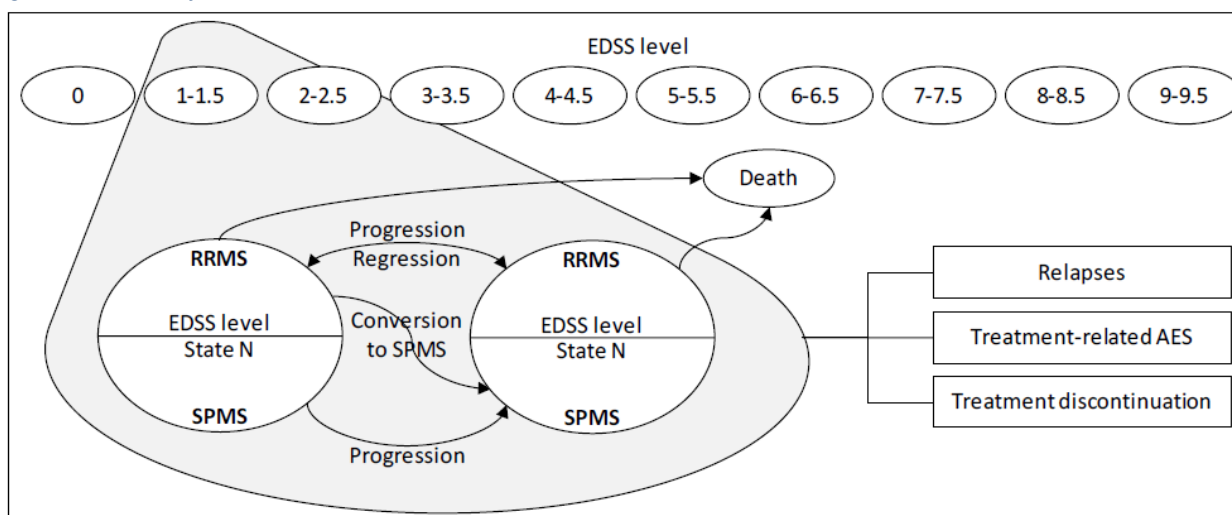 EDSS level
0
1-1.5
2-2.5
3-3.5
4-4.5
5-5.5
6-6.5
7-7.5
8-8.5
9-9.5
Death
Progression
Regression
RRMS
EDSS level
State N
SPMS
Conversion
to SPMS
RRMS
EDSS level
State N
SPMS
Progression
Relapses
Treatment-related AES
Treatment discontinuation